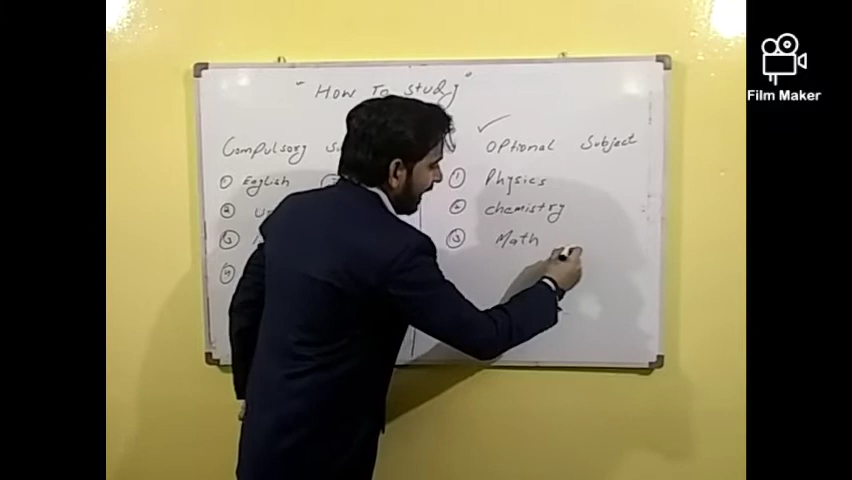 "How To study"
Compulsory
① English
②
③
④
✓ Optional Subject
① Physics
② chemistry
③ Math
Film Maker